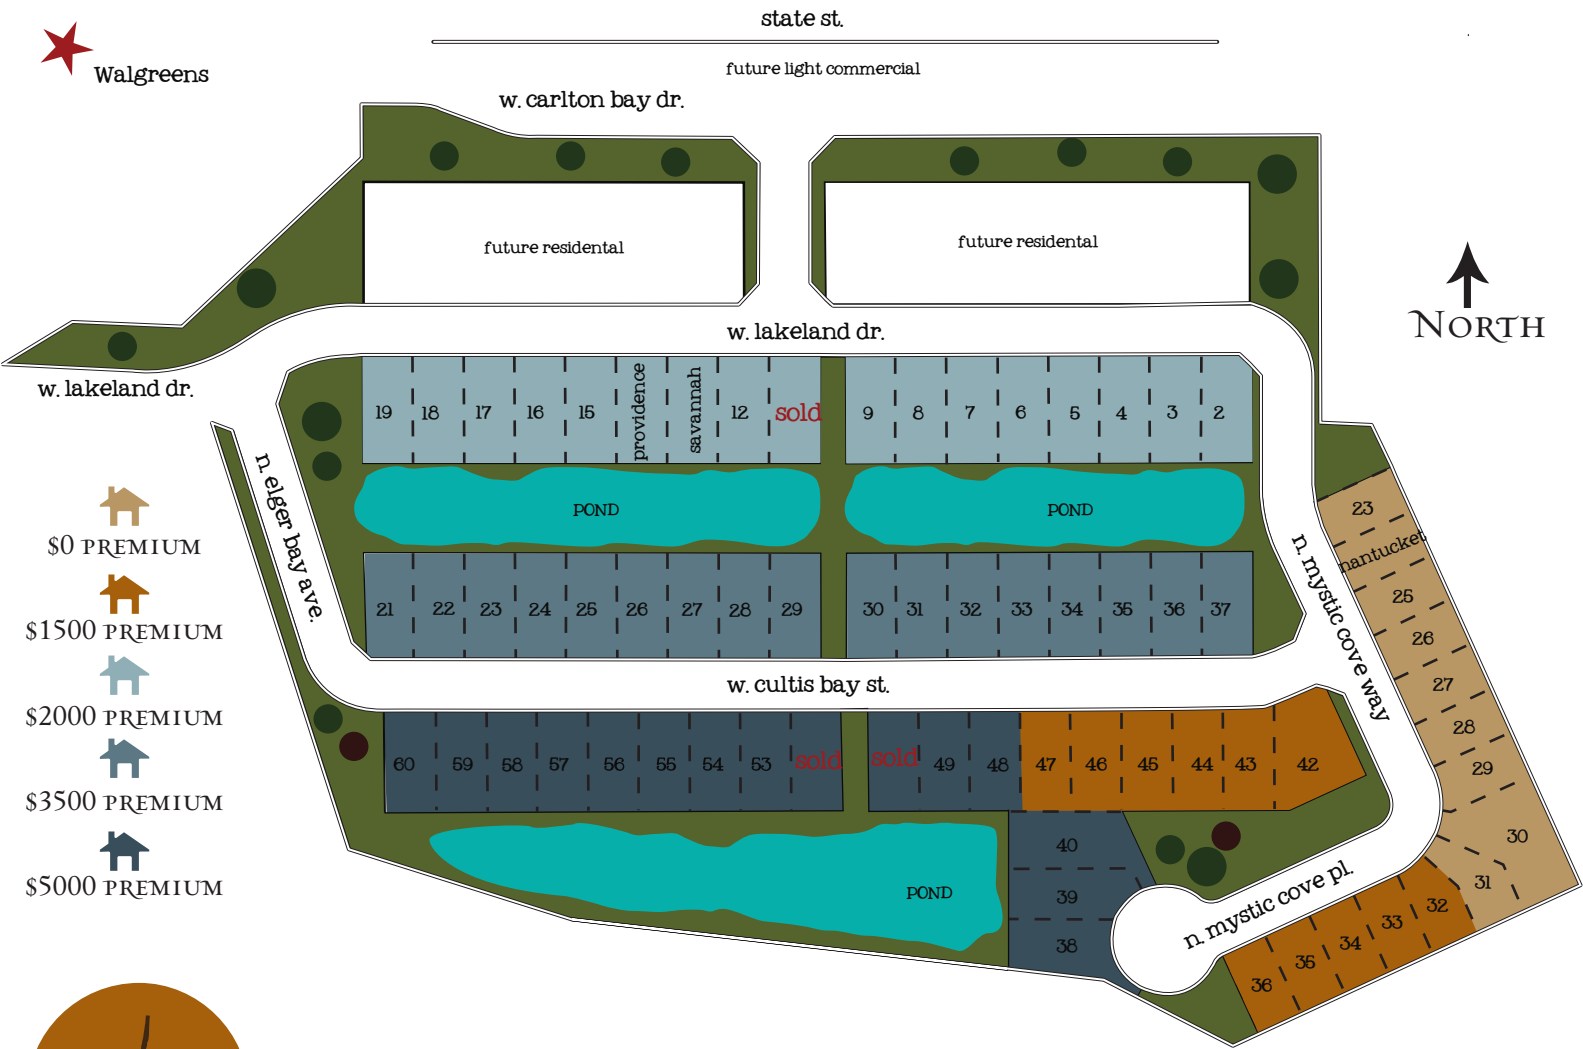 state st.
Walgreens
future light commercial
w. carlton bay dr.
future residental
future residental
NORTH
w. lakeland dr.
w. lakeland dr.
19 18 17 16 15 providence savannah 12 sold 9 8 7 6 5 4 3 2
n. elger bay ave.
POND POND
n. mystic cove way
23
nantucket
25
26
27
28
29
30
31
21 22 23 24 25 26 27 28 29 30 31 32 33 34 35 36 37
w. cultis bay st.
60 59 58 57 56 55 54 53 sold sold 49 48 47 46 45 44 43 42
40
39
38
POND
n. mystic cove pl.
36 35 34 33 32
$0 PREMIUM
$1500 PREMIUM
$2000 PREMIUM
$3500 PREMIUM
$5000 PREMIUM